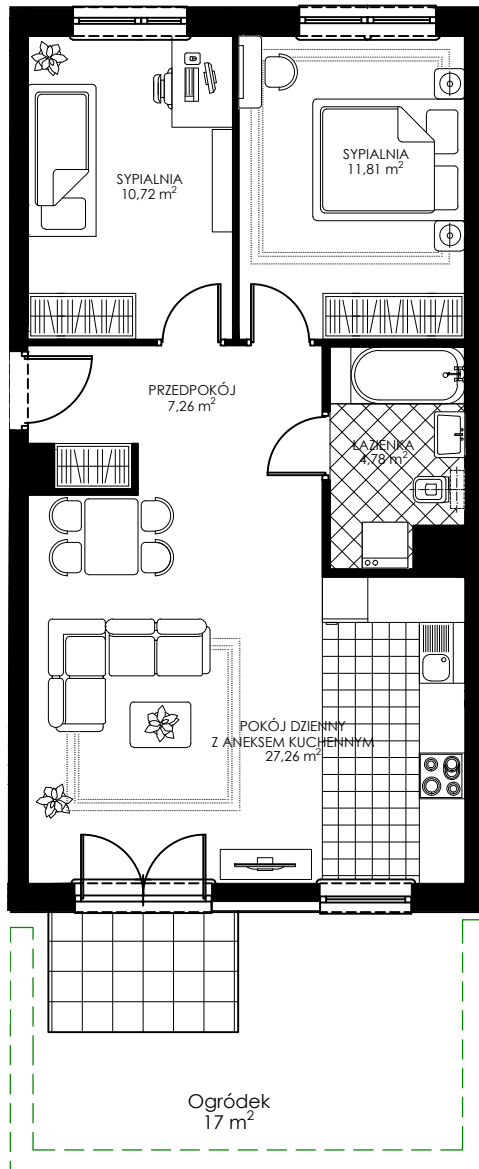 SYPIALNIA
10,72 m²
SYPIALNIA
11,81 m²
PRZEDPOKÓJ
7,26 m²
ŁAZIENKA
4,78 m²
POKÓJ DZIENNY
Z ANEKSEM KUCHENNYM
27,26 m²
Ogródek
17 m²